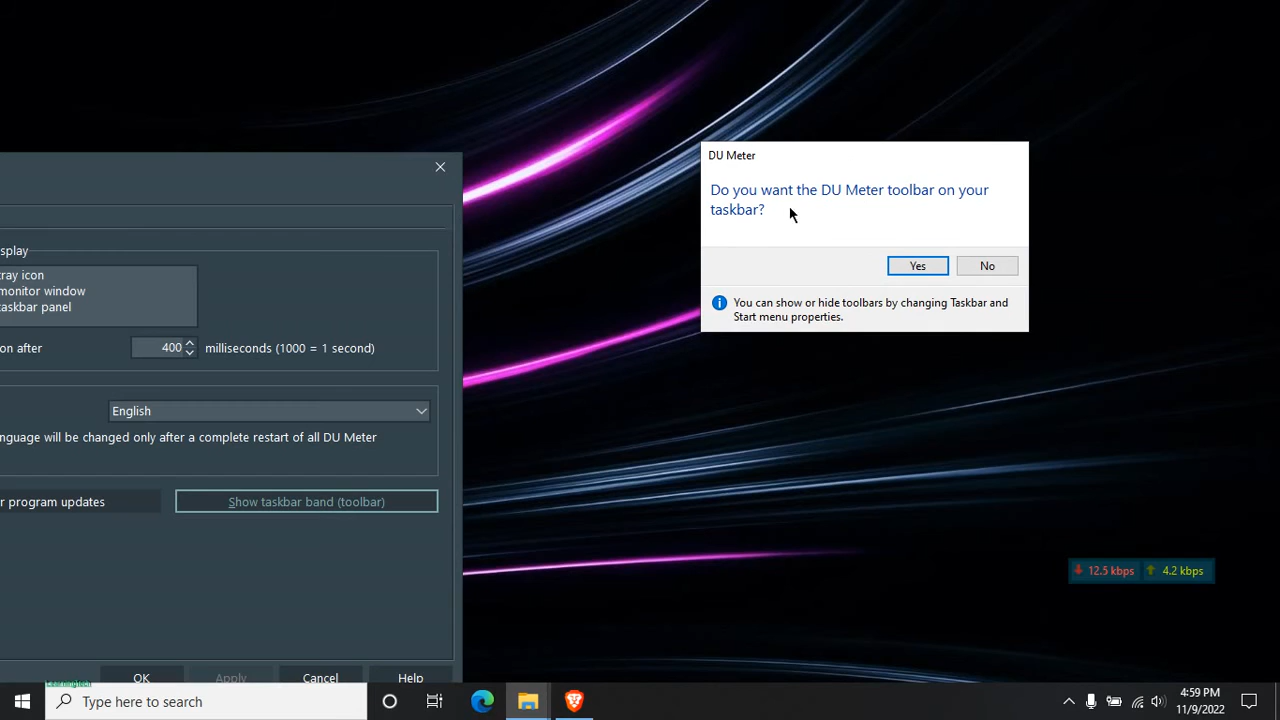 DU Meter
Do you want the DU Meter toolbar on your
taskbar?
Yes
No
You can show or hide toolbars by changing Taskbar and
Start menu properties.
splay
ray icon
monitor window
askbar panel
on after
400
milliseconds (1000 = 1 second)
English
nguage will be changed only after a complete restart of all DU Meter
r program updates
Show taskbar band (toolbar)
12.5 kbps
4.2 kbps
OK
Apply
Cancel
Help
Learningtech
Type here to search
4:59 PM
11/9/2022